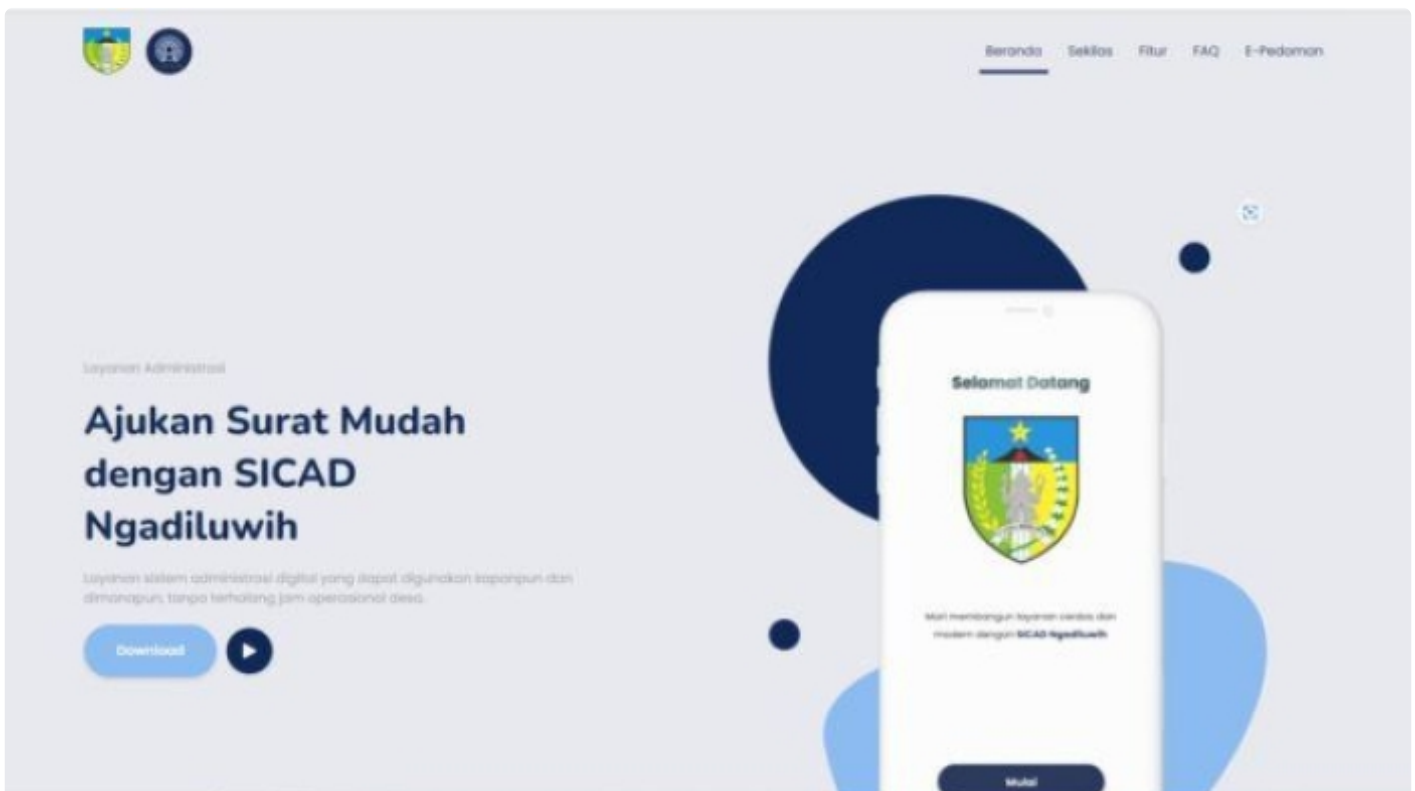 Beranda Sekilas Fitur FAQ E-Pedoman
Layanan Administrasi
Ajukan Surat Mudah
dengan SICAD
Ngadiluwih
Layanan sistem administrasi digital yang dapat digunakan kapanpun dan
dimanapun, tanpa terhalang jam operasional desa.
Download
Selamat Datang
Mari membangun layanan cerdas dan
modern dengan SICAD Ngadiluwih
Mulai